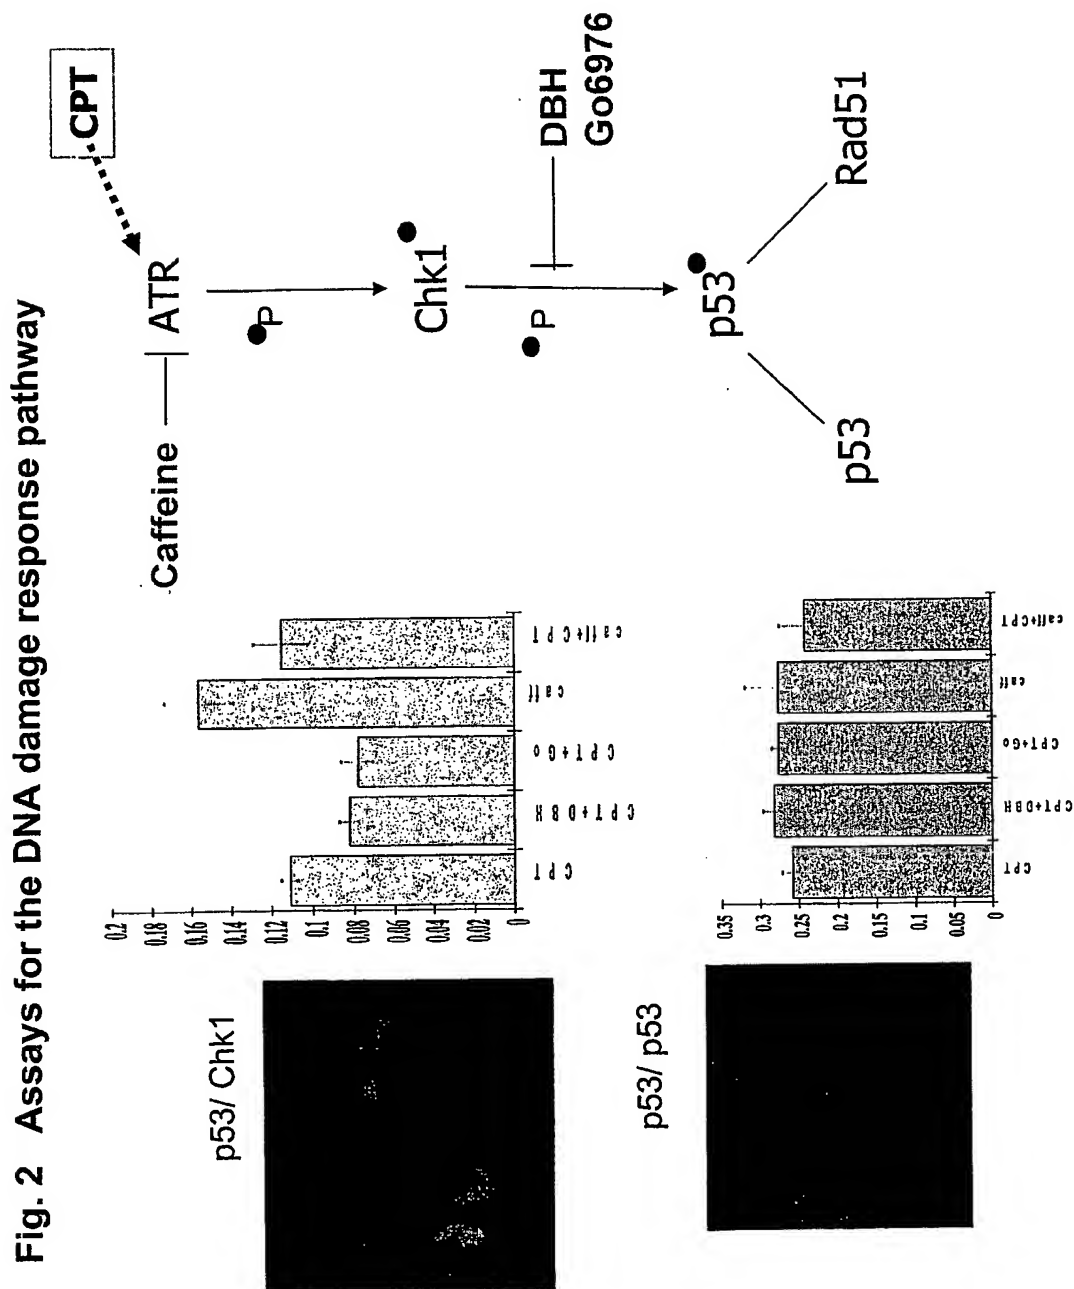 Fig. 2 Assays for the DNA damage response pathway
p53/ Chk1
0.2
0.18
0.16
0.14
0.12
0.1
0.08
0.06
0.04
0.02
0
CPT
CPT+DBH
CPT+Go
caff
caff+CPT
p53/ p53
0.35
0.3
0.25
0.2
0.15
0.1
0.05
0
CPT
CPT+DBH
CPT+Go
caff
caff+CPT
CPT
Caffeine
ATR
P
Chk1
P
DBH
Go6976
p53
p53
Rad51